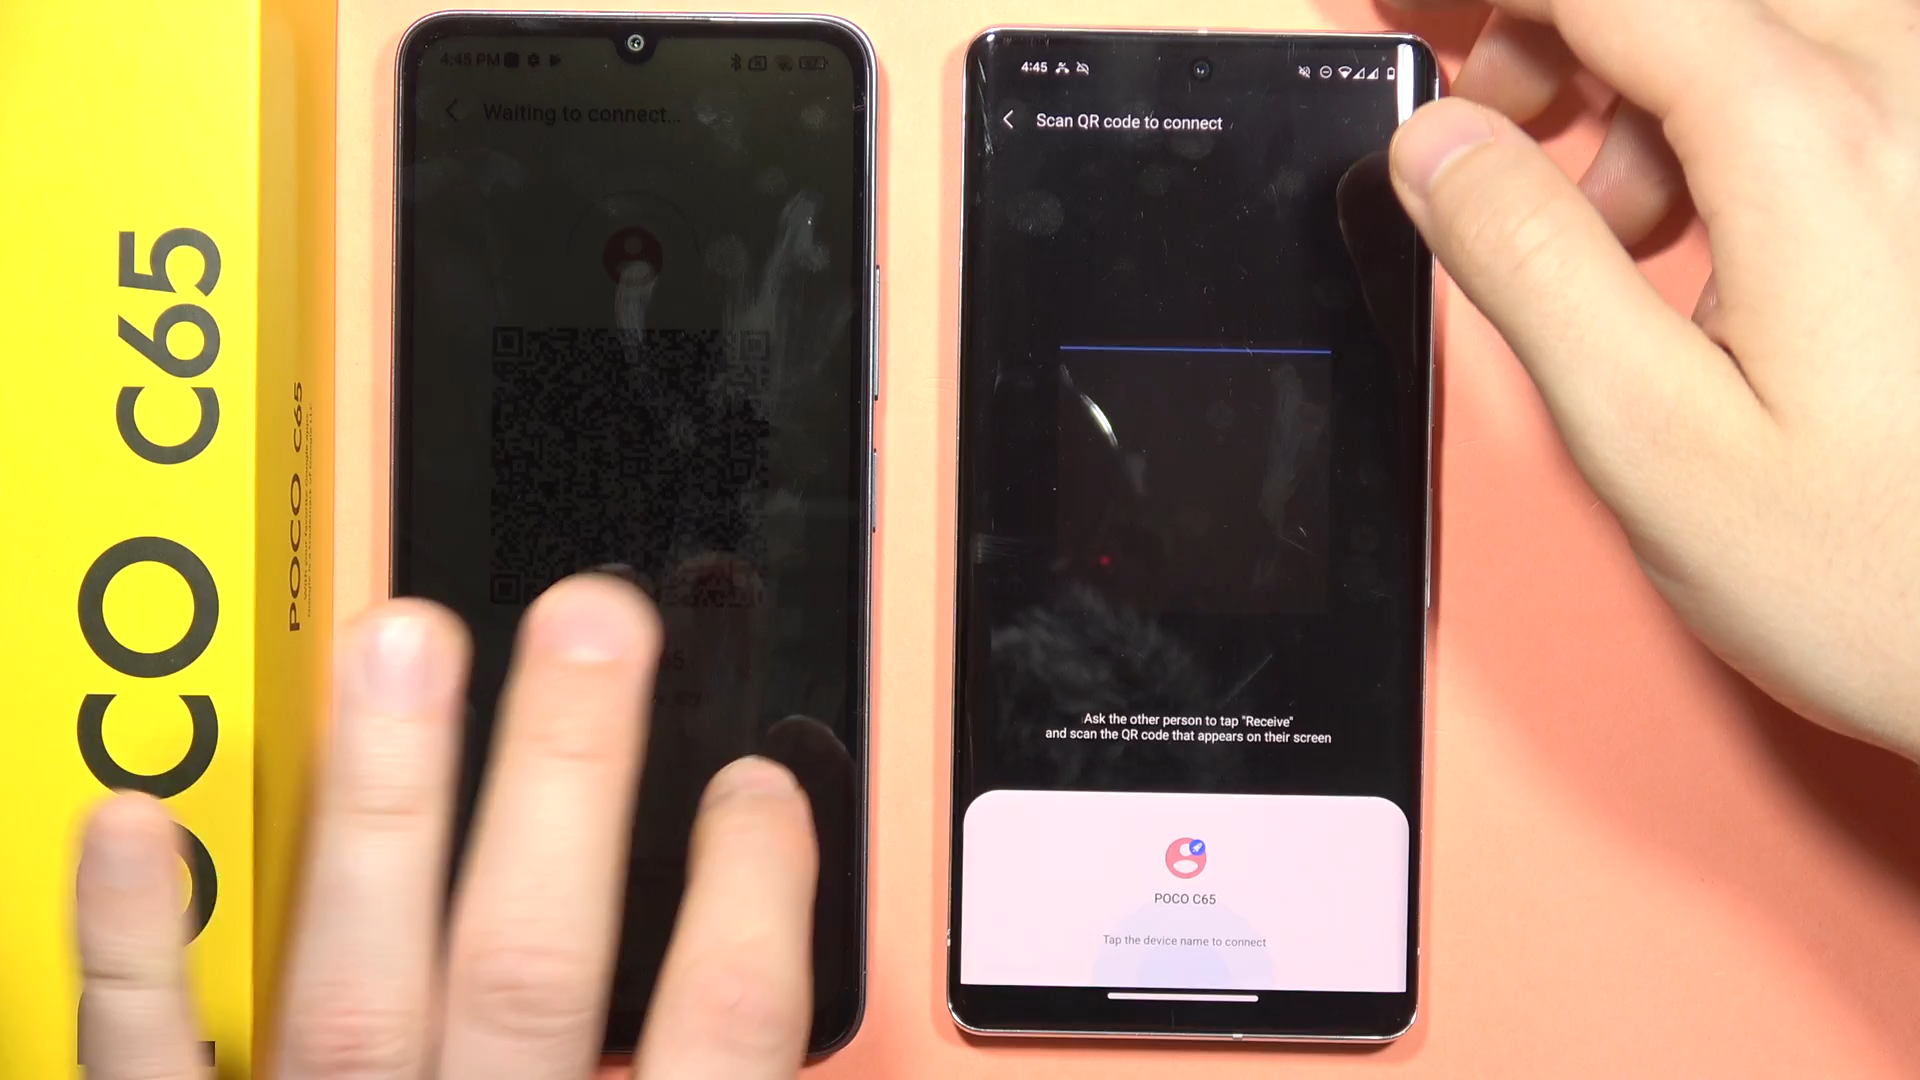 POCO C65
POCO C65
4:45 PM
Waiting to connect...
65
4:45
Scan QR code to connect
Ask the other person to tap "Receive"
and scan the QR code that appears on their screen
POCO C65
Tap the device name to connect